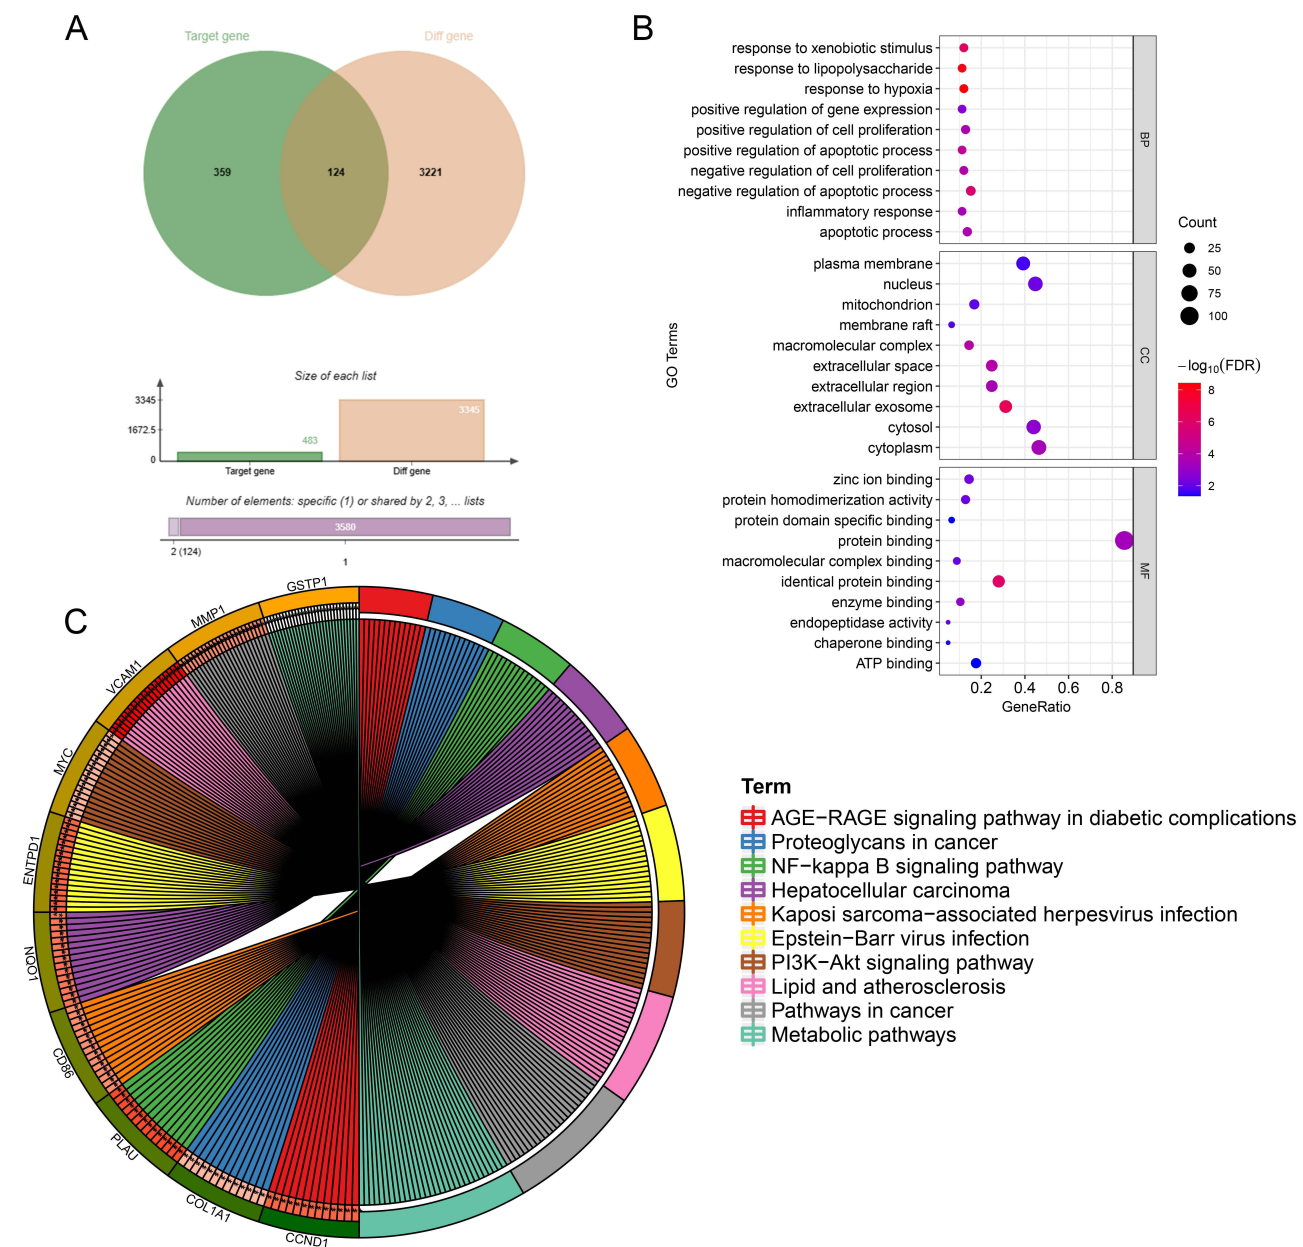 A
Target gene
Diff gene
359
124
3221
Size of each list
3345
1672.5
0
483
3345
Target gene
Diff gene
Number of elements: specific (1) or shared by 2, 3, ... lists
3580
2 (124)
1
B
GO Terms
response to xenobiotic stimulus
response to lipopolysaccharide
response to hypoxia
positive regulation of gene expression
positive regulation of cell proliferation
positive regulation of apoptotic process
negative regulation of cell proliferation
negative regulation of apoptotic process
inflammatory response
apoptotic process
BP
plasma membrane
nucleus
mitochondrion
membrane raft
macromolecular complex
extracellular space
extracellular region
extracellular exosome
cytosol
cytoplasm
CC
zinc ion binding
protein homodimerization activity
protein domain specific binding
protein binding
macromolecular complex binding
identical protein binding
enzyme binding
endopeptidase activity
chaperone binding
ATP binding
MF
0.2 0.4 0.6 0.8
GeneRatio
Count
25
50
75
100
−log10(FDR)
8
6
4
2
C
GSTP1
MMP1
VCAM1
MYC
ENTPD1
NQO1
CD86
PLAU
COL1A1
CCND1
Term
AGE−RAGE signaling pathway in diabetic complications
Proteoglycans in cancer
NF−kappa B signaling pathway
Hepatocellular carcinoma
Kaposi sarcoma−associated herpesvirus infection
Epstein−Barr virus infection
PI3K−Akt signaling pathway
Lipid and atherosclerosis
Pathways in cancer
Metabolic pathways